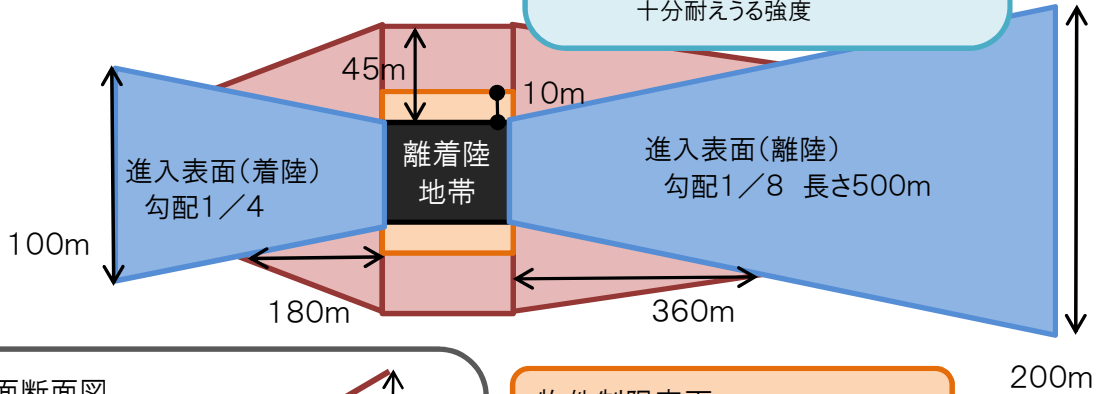 十分耐えうる強度
45m
10m
離着陸
地帯
進入表面（着陸）
勾配１／４
進入表面（離陸）
勾配１／８ 長さ500m
100m
180m
360m
200m